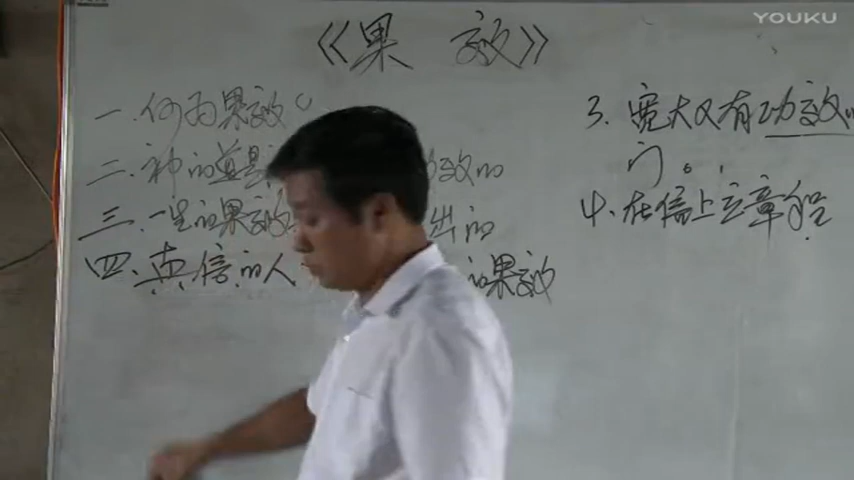 YOUKU
《果效》
一.何为果效。
二.神的道是 效的
三.一生的果效 出的
四.真信的人 的果效
3.宽大又有功效的
门。
4.在信上立章程.